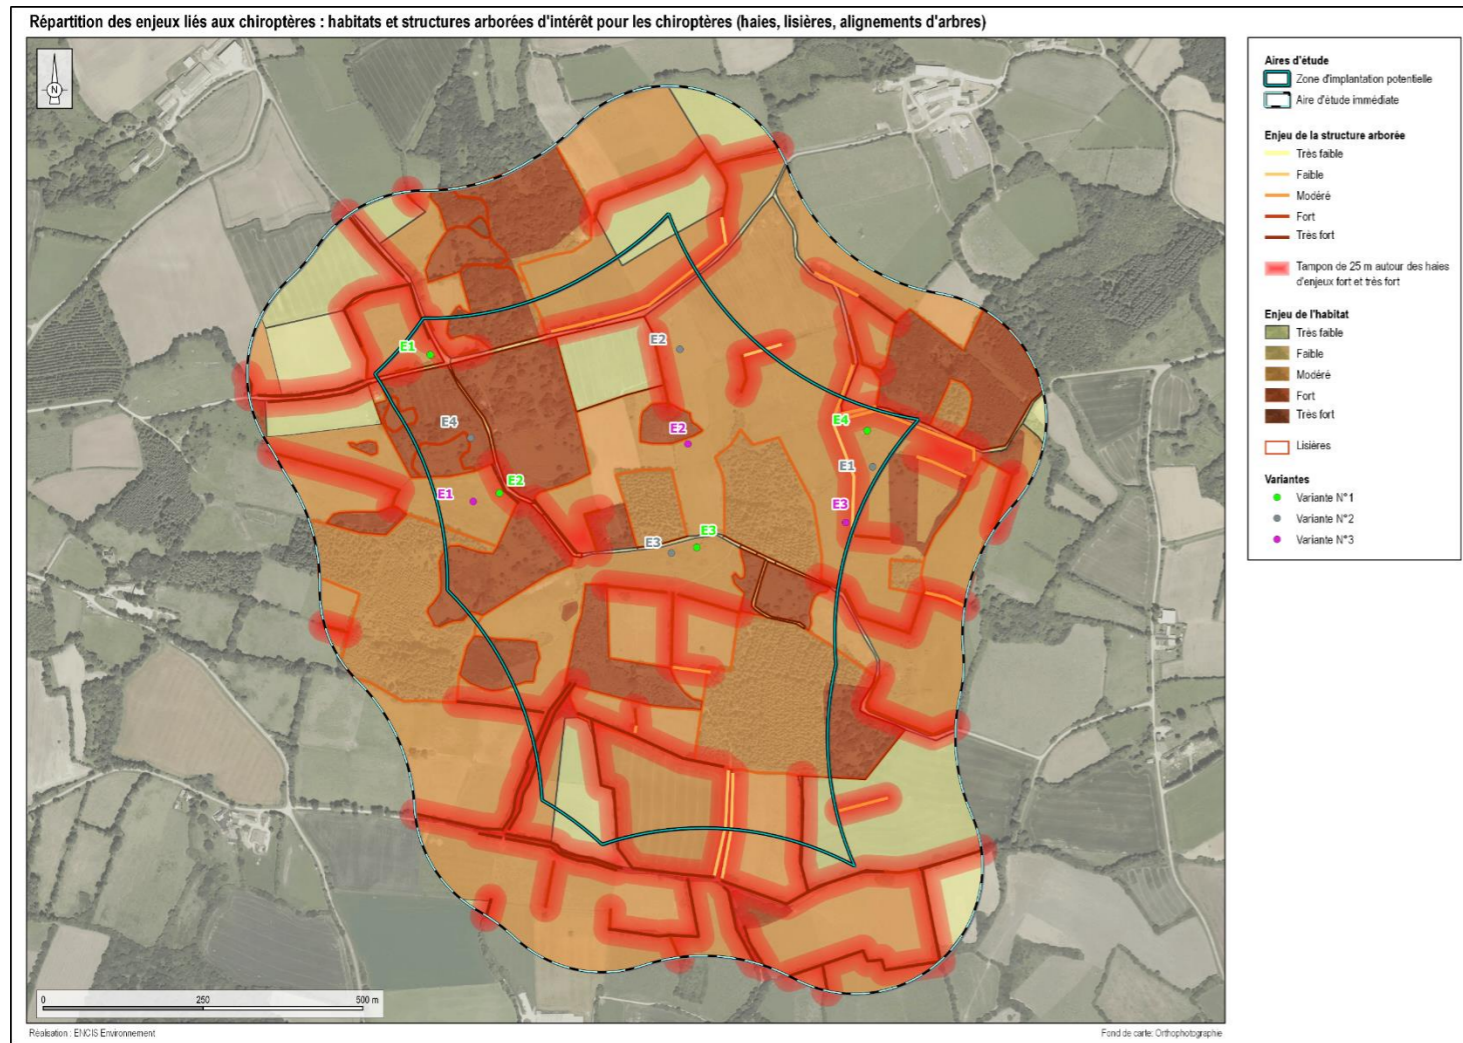 Répartition des enjeux liés aux chiroptères : habitats et structures arborées d'intérêt pour les chiroptères (haies, lisières, alignements d'arbres)
N
E1
E2
E4
E2
E4
E1
E1
E2
E3
E3
E3
0
250
500 m
Réalisation : ENCIS Environnement
Fond de carte: Orthophotographie
Aires d'étude
Zone d'implantation potentielle
Aire d'étude immédiate
Enjeu de la structure arborée
Très faible
Faible
Modéré
Fort
Très fort
Tampon de 25 m autour des haies
d'enjeux fort et très fort
Enjeu de l'habitat
Très faible
Faible
Modéré
Fort
Très fort
Lisières
Variantes
Variante N°1
Variante N°2
Variante N°3